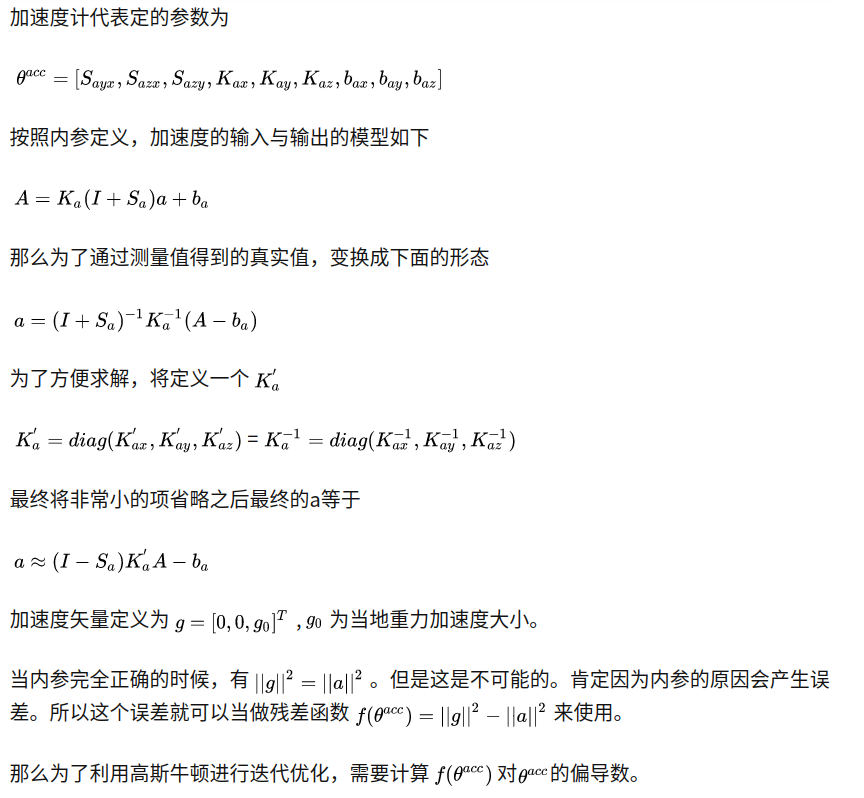 加速度计代表定的参数为
θ^{acc} = [S_{ayx}, S_{azx}, S_{azy}, K_{ax}, K_{ay}, K_{az}, b_{ax}, b_{ay}, b_{az}]
按照内参定义，加速度的输入与输出的模型如下
A = K_a(I + S_a)a + b_a
那么为了通过测量值得到的真实值，变换成下面的形态
a = (I + S_a)^{-1}K_a^{-1}(A − b_a)
为了方便求解，将定义一个 K_a^{'}
K_a^{'} = diag(K_{ax}^{'}, K_{ay}^{'}, K_{az}^{'}) = K_a^{-1} = diag(K_{ax}^{-1}, K_{ay}^{-1}, K_{az}^{-1})
最终将非常小的项省略之后最终的a等于
a ≈ (I − S_a)K_a^{'}A − b_a
加速度矢量定义为 g = [0, 0, g_0]^T , g_0 为当地重力加速度大小。
当内参完全正确的时候，有 ||g||^2 = ||a||^2 。但是这是不可能的。肯定因为内参的原因会产生误
差。所以这个误差就可以当做残差函数 f(θ^{acc}) = ||g||^2 − ||a||^2 来使用。
那么为了利用高斯牛顿进行迭代优化，需要计算 f(θ^{acc}) 对θ^{acc}的偏导数。